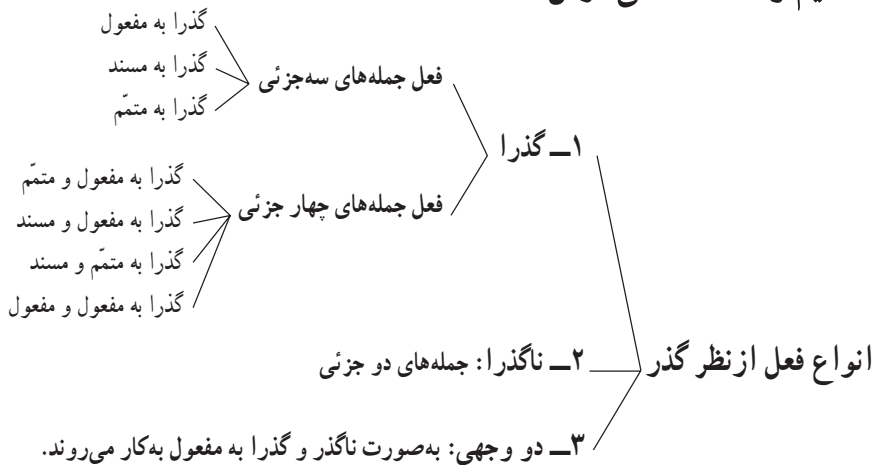 گذرا به مفعول
گذرا به مسند
گذرا به متمّم
فعل جمله‌های سه‌جزئی
۱ــ گذرا
گذرا به مفعول و متمّم
گذرا به مفعول و مسند
گذرا به متمّم و مسند
گذرا به مفعول و مفعول
فعل جمله‌های چهار جزئی
انواع فعل ازنظر گذر
۲ــ ناگذرا: جمله‌های دو جزئی
۳ــ دو وجهی: به‌صورت ناگذر و گذرا به مفعول به‌کار می‌روند.